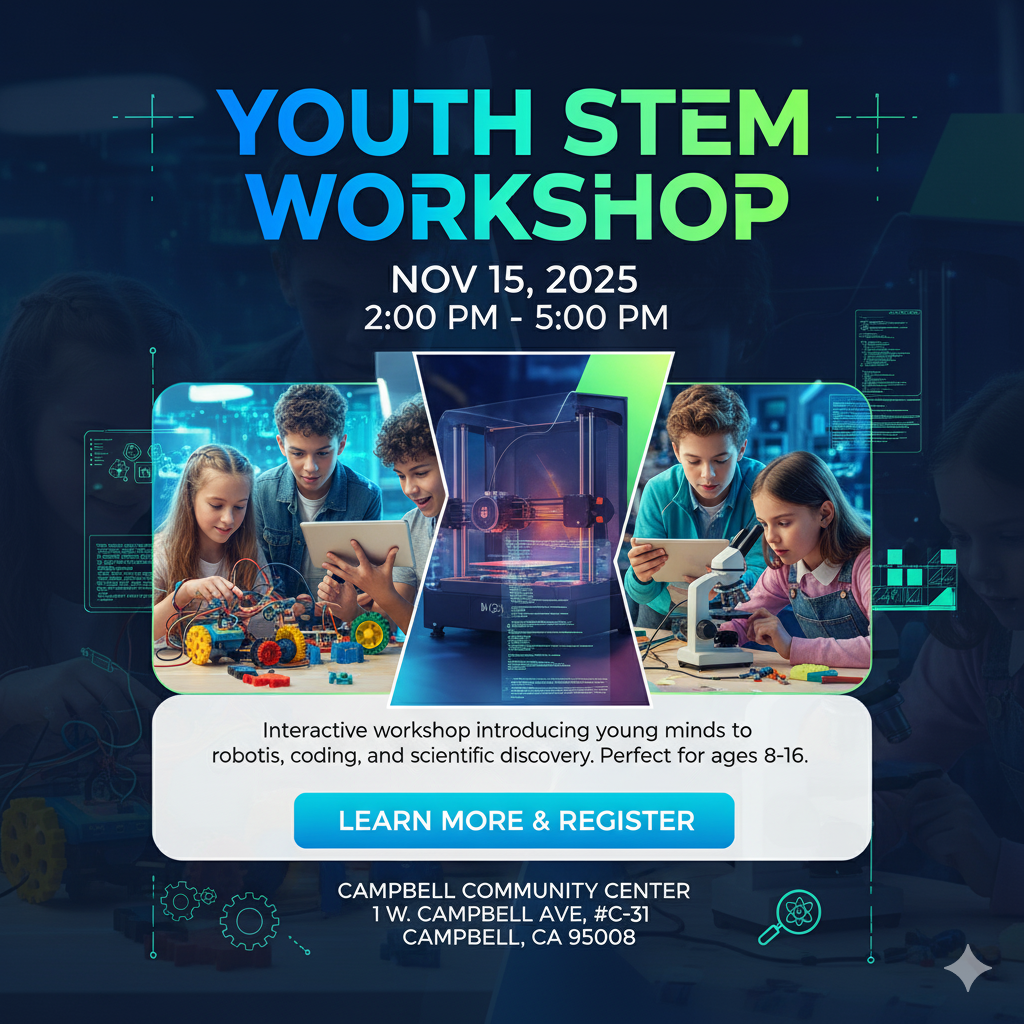 YOUTH STEM
WORKSHOP
NOV 15, 2025
2:00 PM - 5:00 PM
Interactive workshop introducing young minds to
robotis, coding, and scientific discovery. Perfect for ages 8-16.
LEARN MORE & REGISTER
CAMPBELL COMMUNITY CENTER
1 W. CAMPBELL AVE, #C-31
CAMPBELL, CA 95008